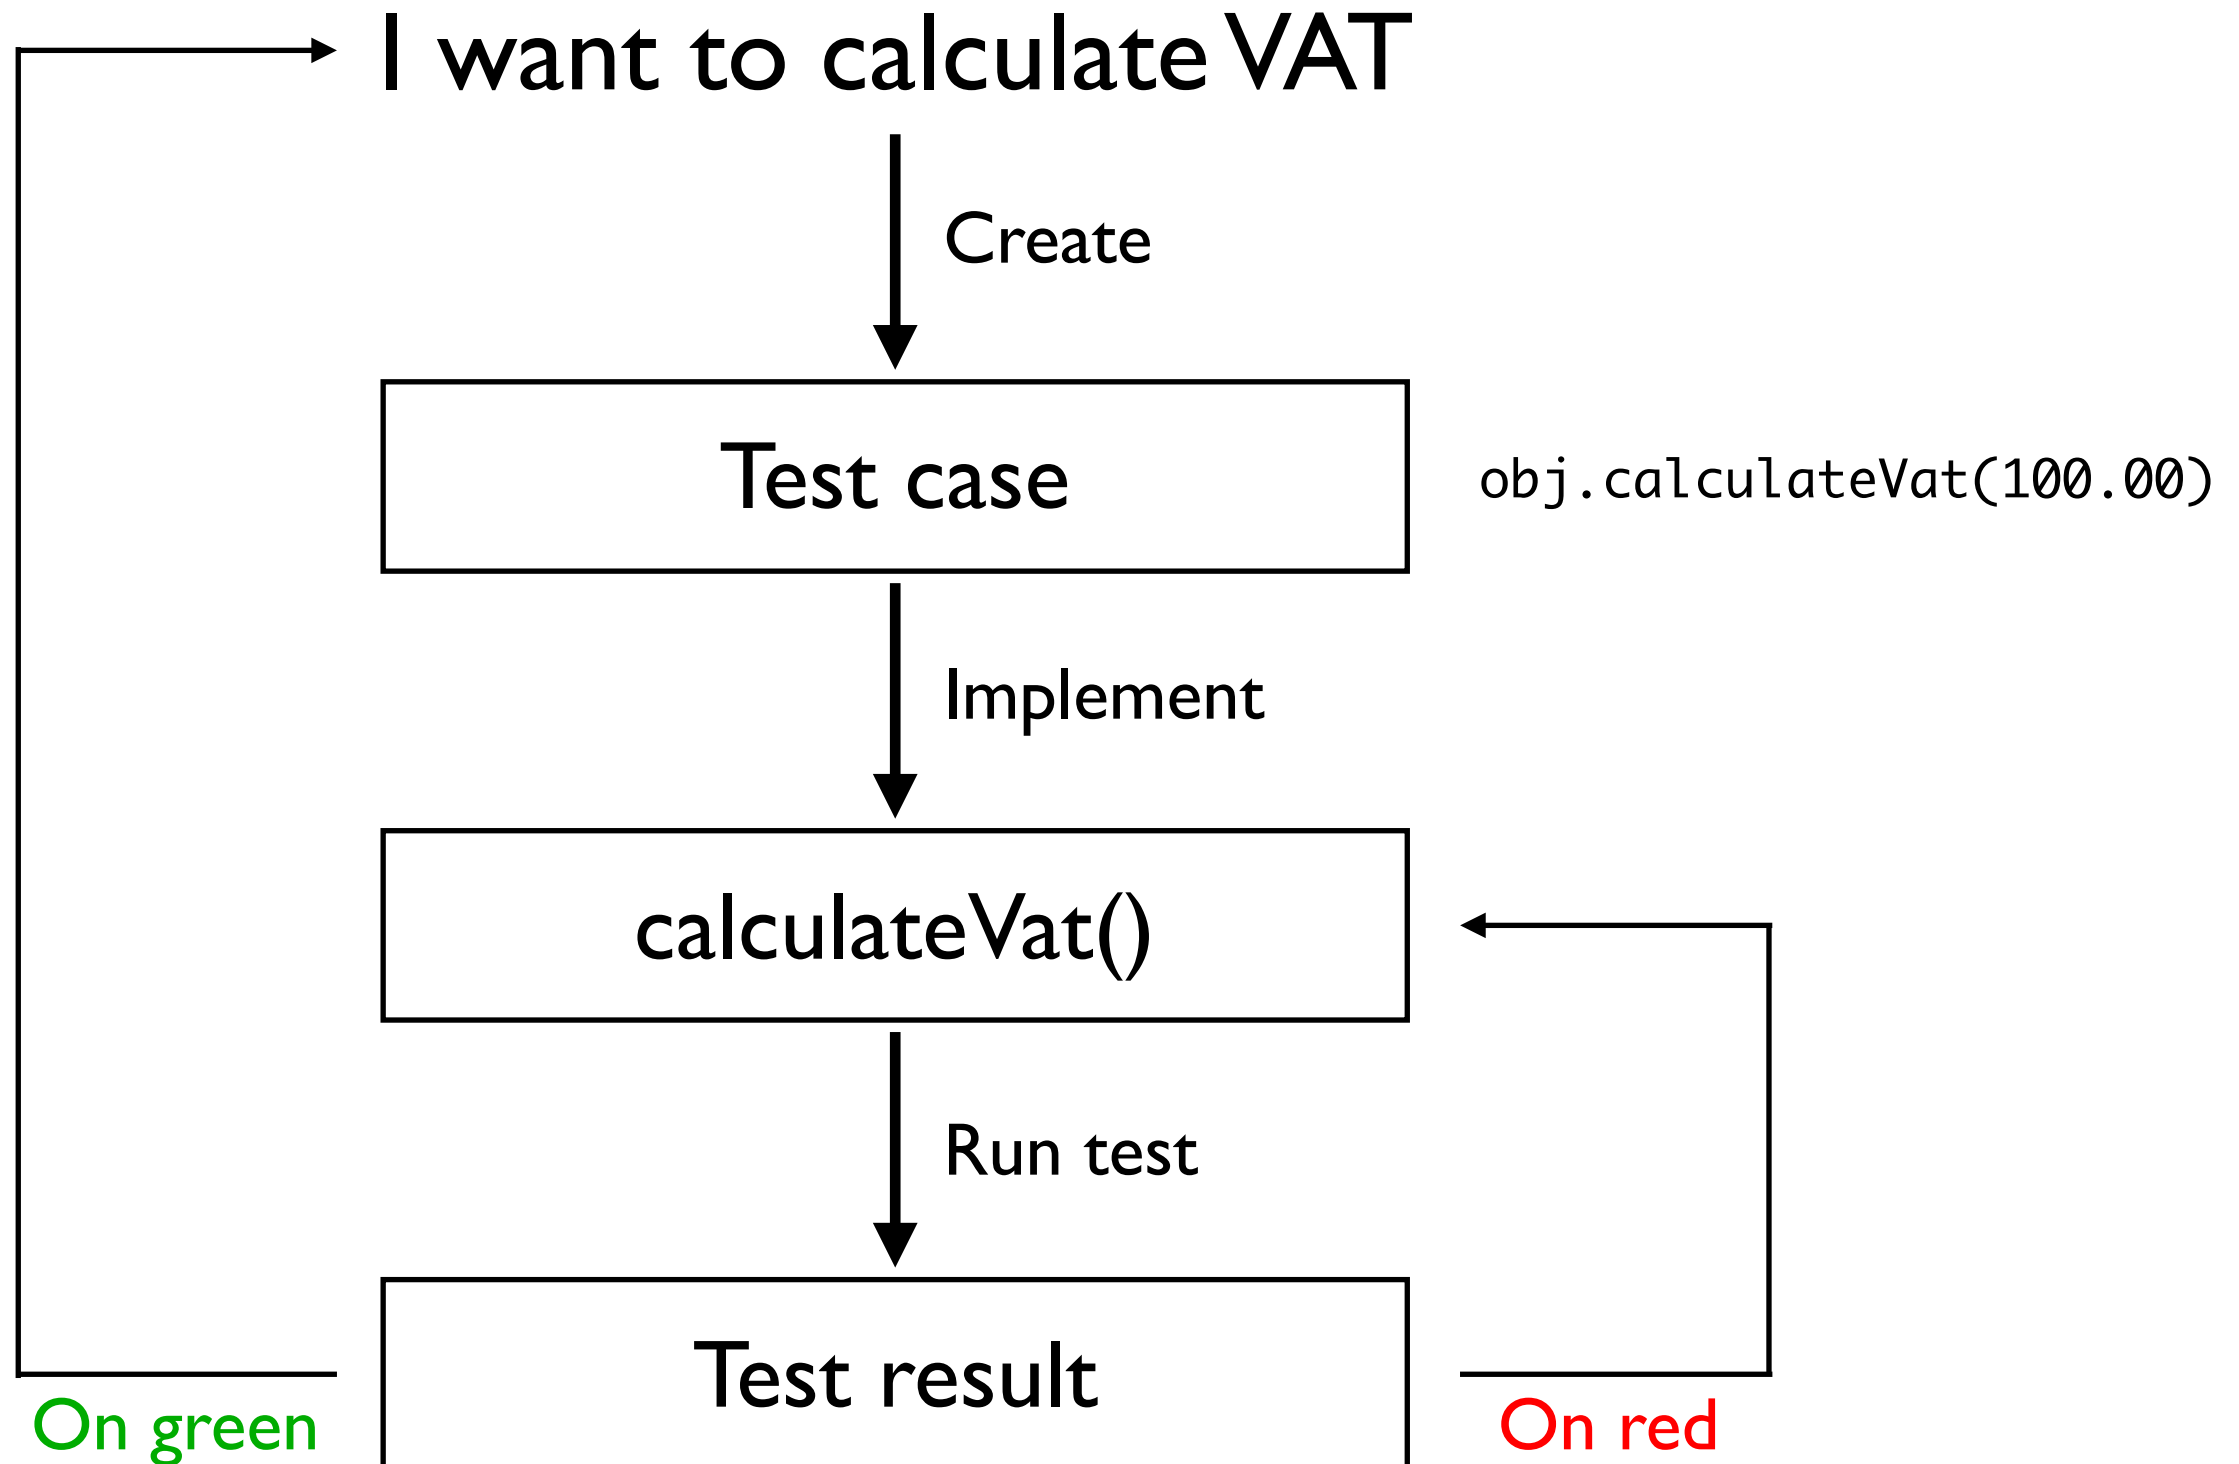 I want to calculate VAT
Create
Test case
obj.calculateVat(100.00)
Implement
calculateVat()
Run test
Test result
On green
On red